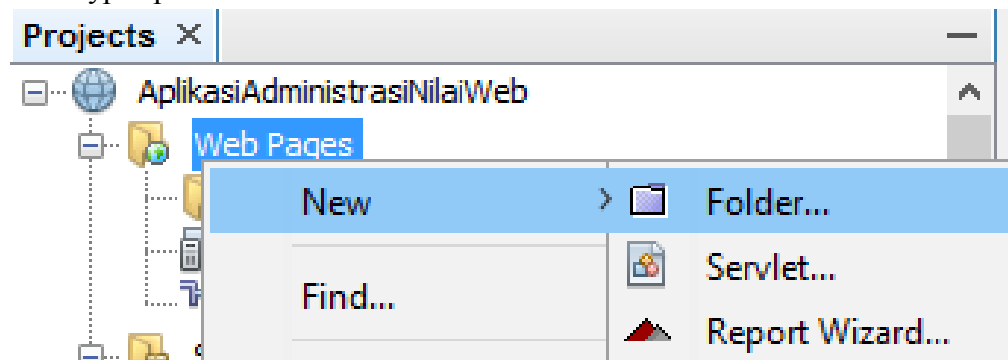 Projects ×
AplikasiAdministrasiNilaiWeb
Web Pages
New > Folder...
Servlet...
Find...
Report Wizard...